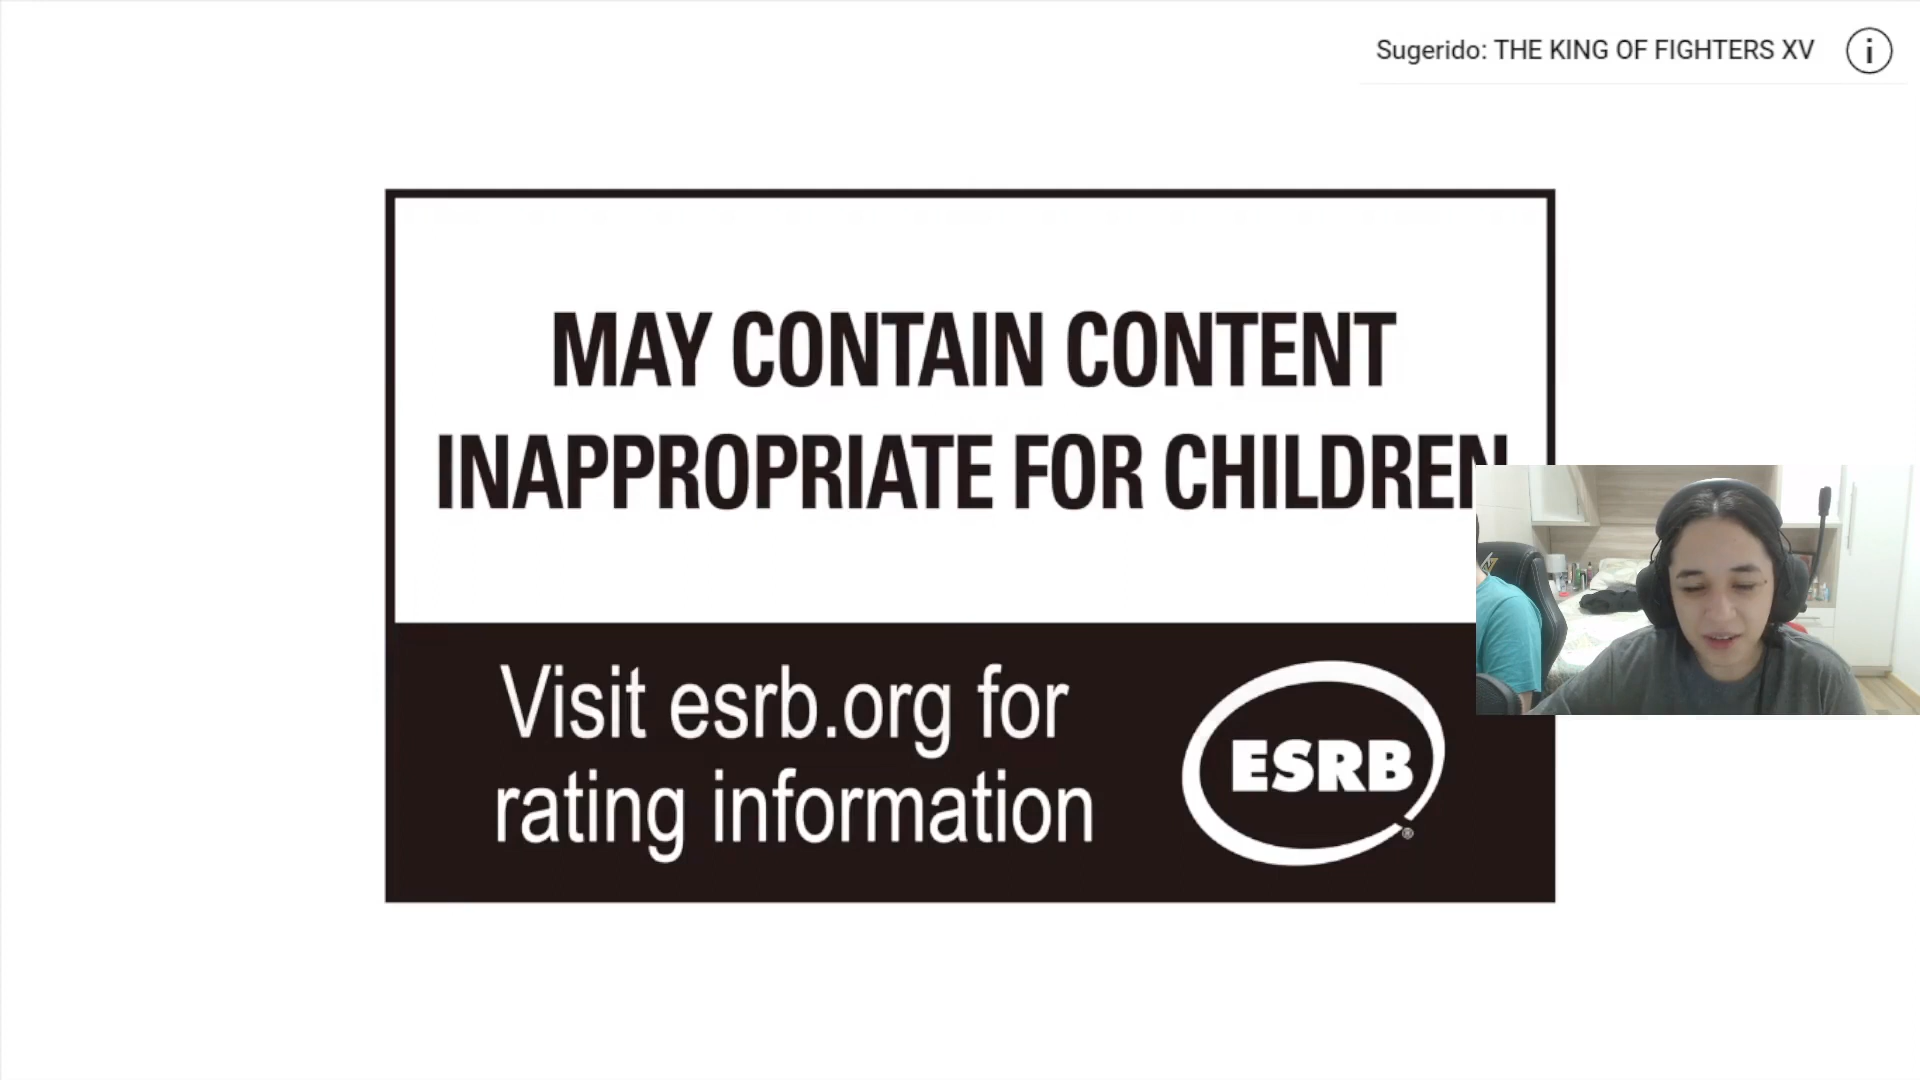 Sugerido: THE KING OF FIGHTERS XV
i
MAY CONTAIN CONTENT
INAPPROPRIATE FOR CHILDREN
Visit esrb.org for
rating information
ESRB
®